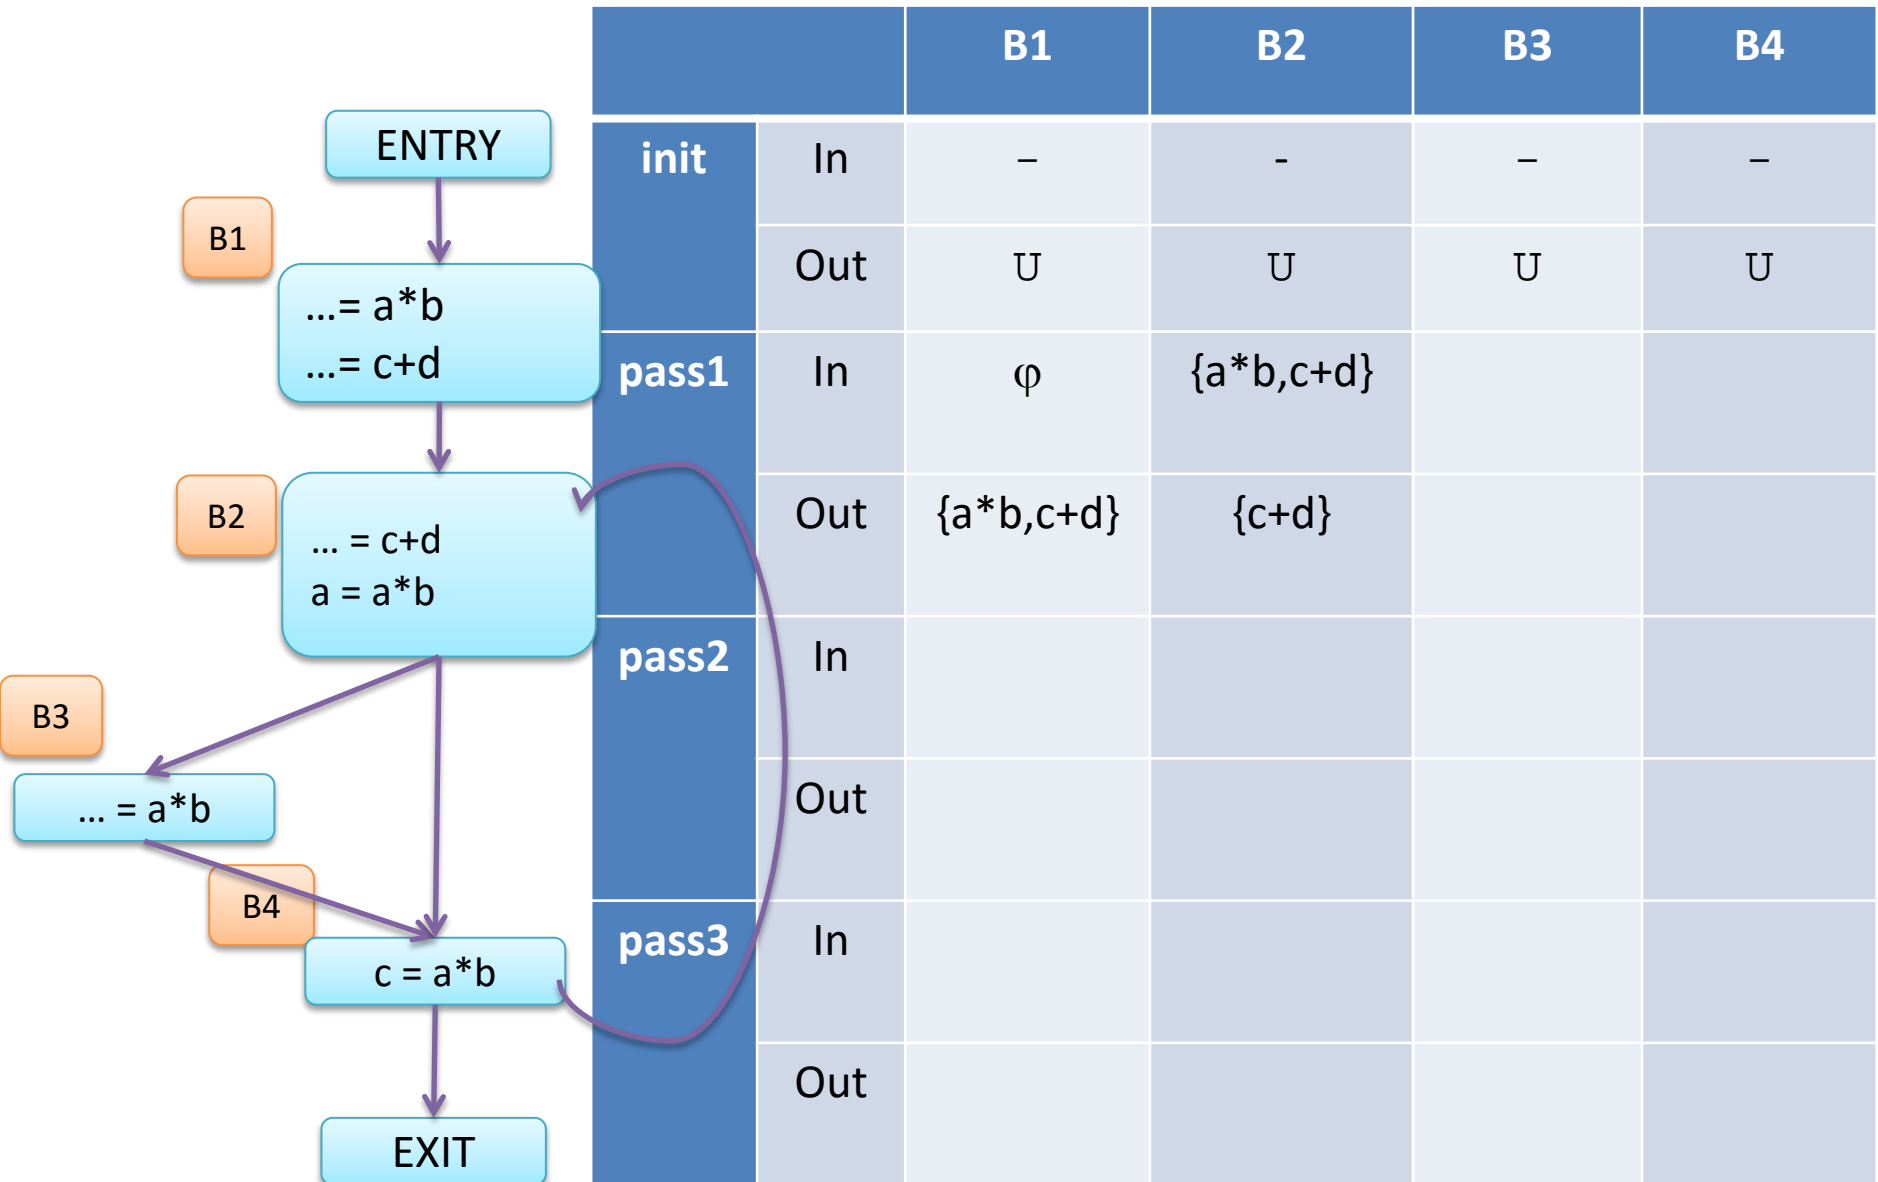 ENTRY
B1
…= a*b
…= c+d
B2
… = c+d
a = a*b
B3
… = a*b
B4
c = a*b
EXIT
B1 B2 B3 B4
init In – - – –
Out U U U U
pass1 In φ {a*b,c+d}
Out {a*b,c+d} {c+d}
pass2 In
Out
pass3 In
Out